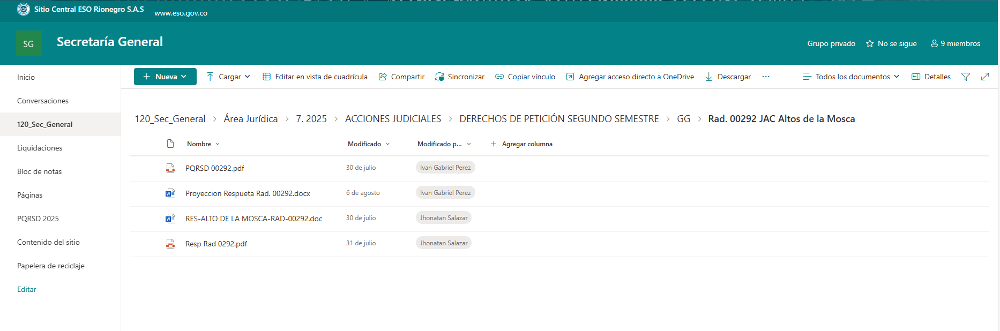 Sitio Central ESO Rionegro S.A.S
www.eso.gov.co
SG
Secretaría General
Grupo privado
No se sigue
9 miembros
Inicio
Conversaciones
120_Sec_General
Liquidaciones
Bloc de notas
Páginas
PQRSD 2025
Contenido del sitio
Papelera de reciclaje
Editar
Nueva
Cargar
Editar en vista de cuadrícula
Compartir
Sincronizar
Copiar vínculo
Agregar acceso directo a OneDrive
Descargar
...
Todos los documentos
Detalles
120_Sec_General > Área Jurídica > 7. 2025 > ACCIONES JUDICIALES > DERECHOS DE PETICIÓN SEGUNDO SEMESTRE > GG > Rad. 00292 JAC Altos de la Mosca
Nombre Modificado Modificado p... + Agregar columna
PQRSD 00292.pdf 30 de julio Ivan Gabriel Perez
Proyeccion Respueta Rad. 00292.docx 6 de agosto Ivan Gabriel Perez
RES-ALTO DE LA MOSCA-RAD-00292.doc 30 de julio Jhonatan Salazar
Resp Rad 0292.pdf 31 de julio Jhonatan Salazar